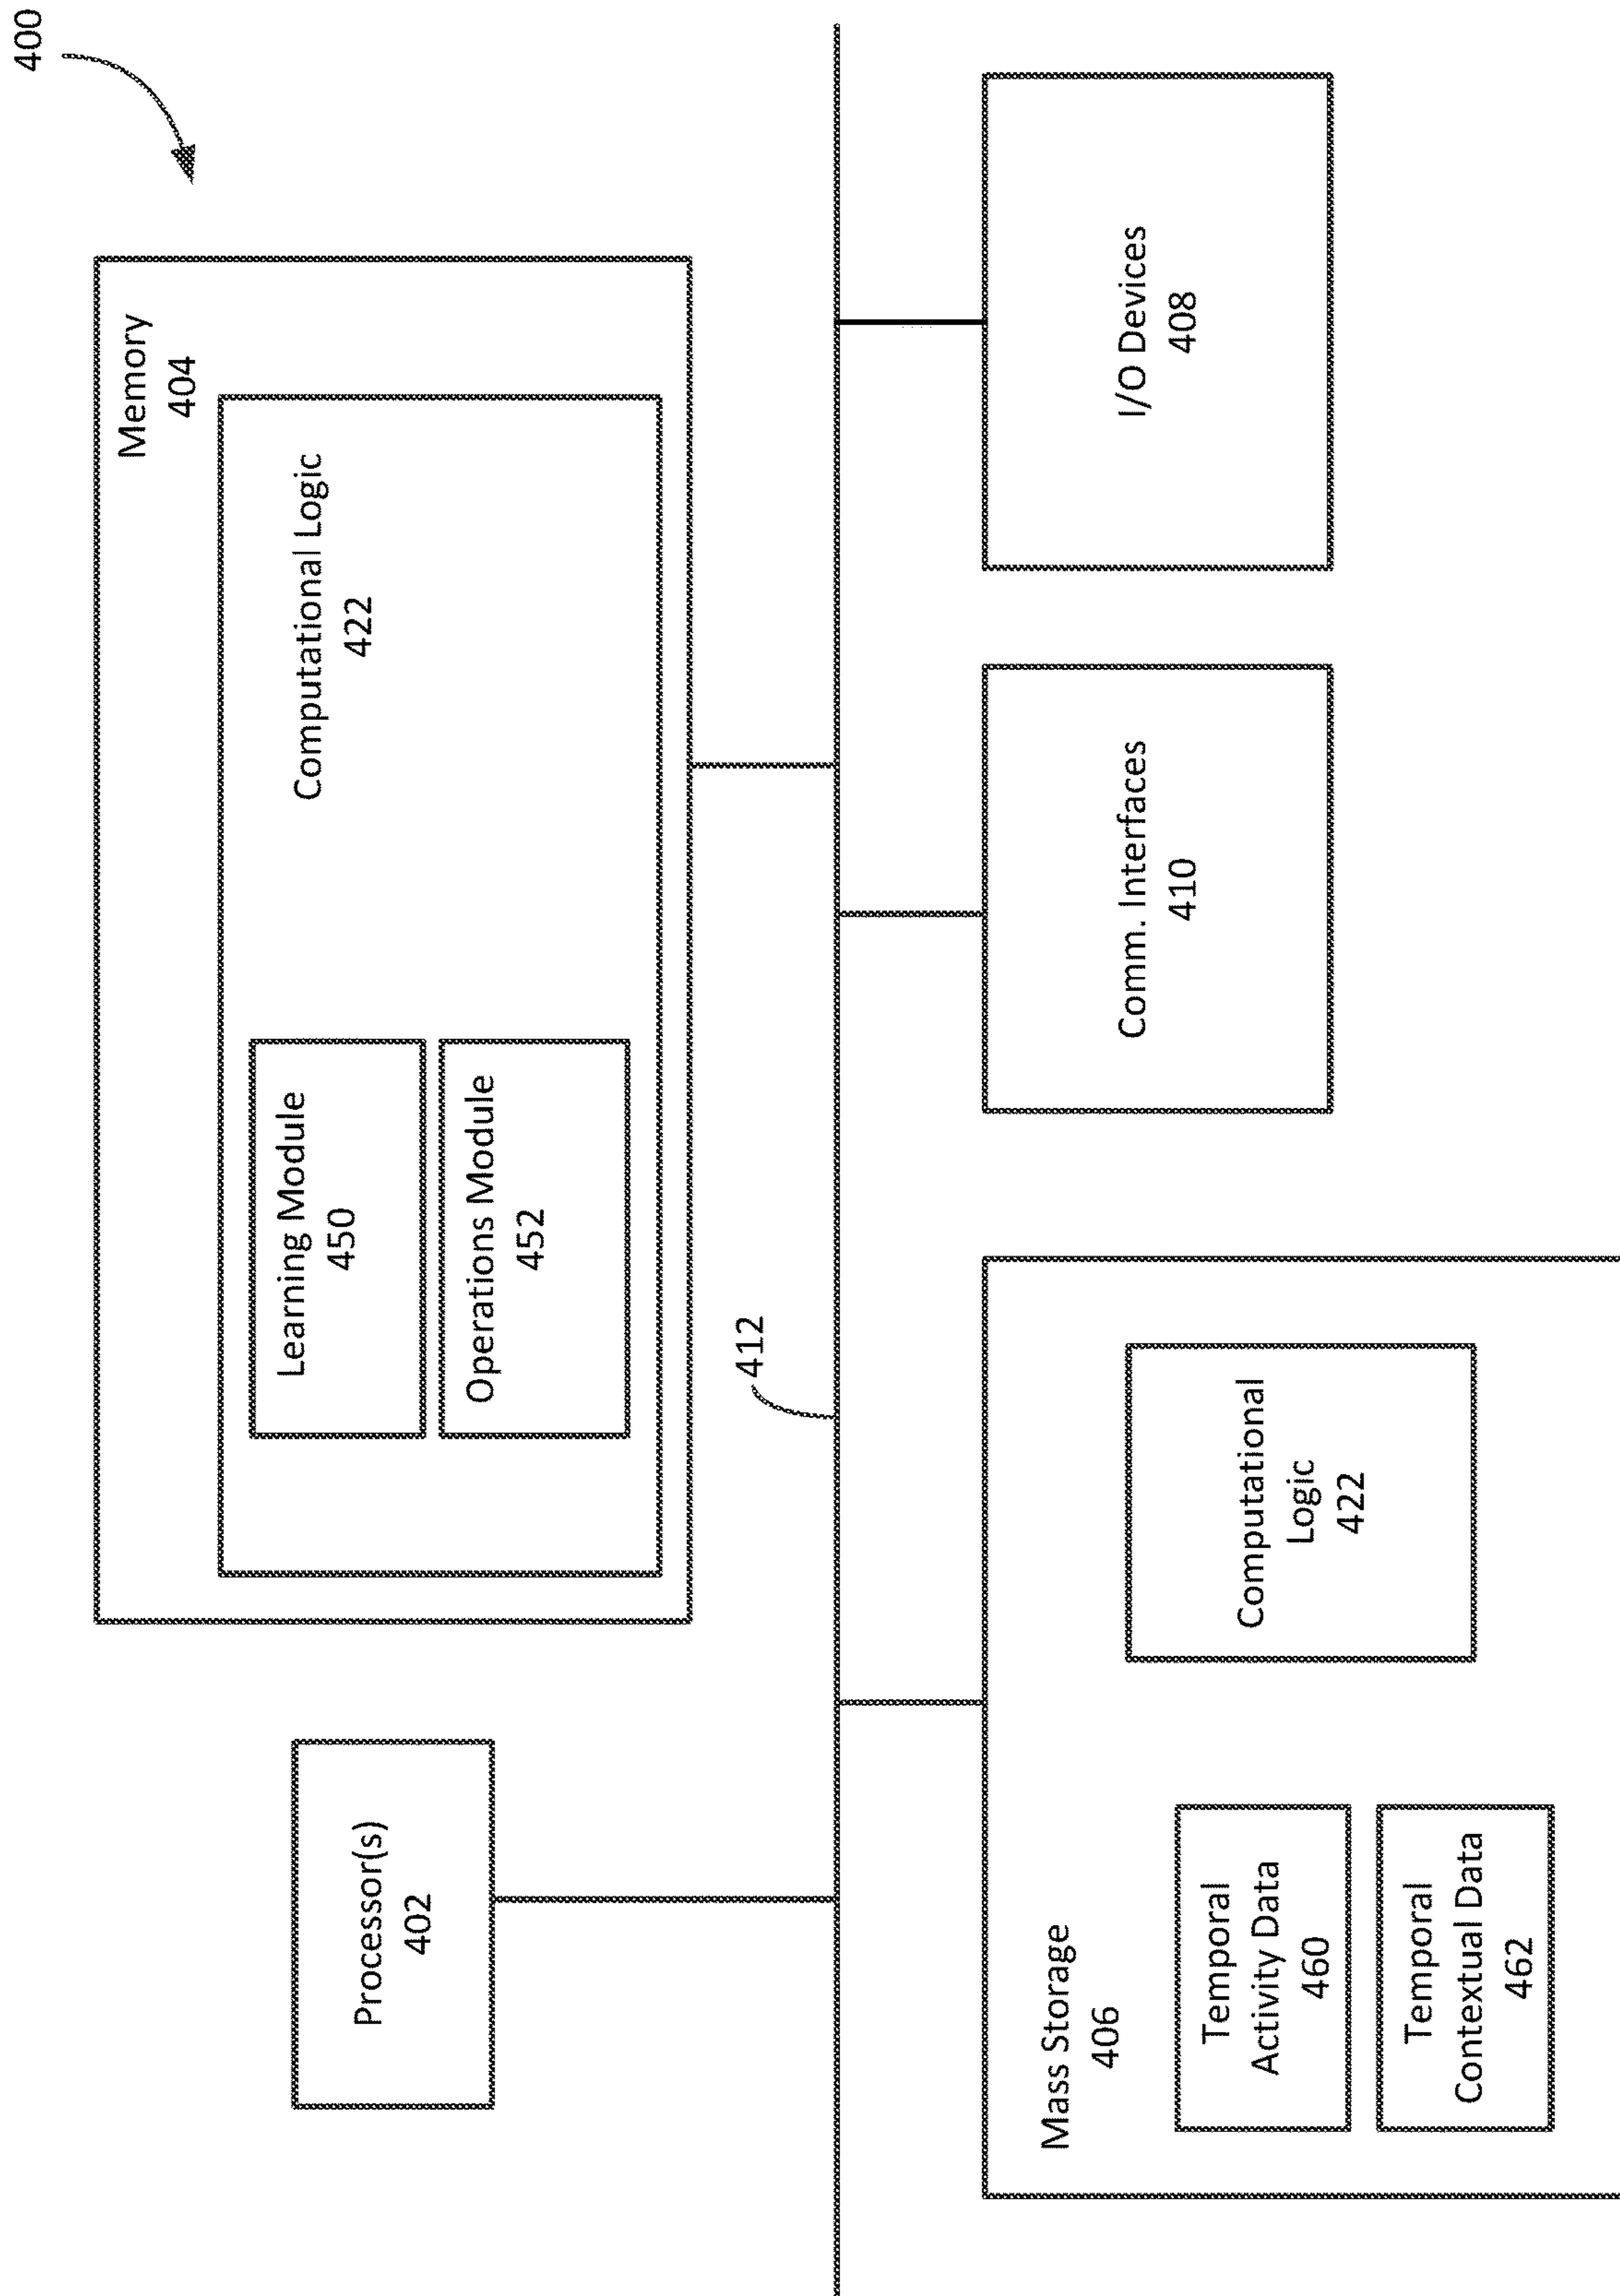 400
Memory
404
Computational Logic
422
Learning Module
450
Operations Module
452
Processor(s)
402
412
Mass Storage
406
Temporal
Activity Data
460
Temporal
Contextual Data
462
Computational
Logic
422
Comm. Interfaces
410
I/O Devices
408